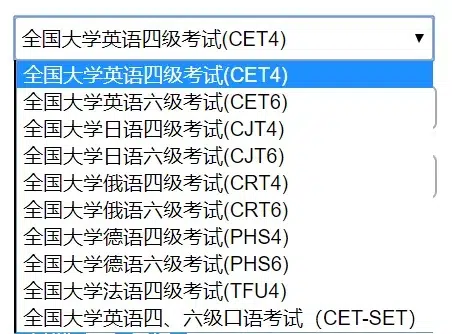 全国大学英语四级考试(CET4)
全国大学英语四级考试(CET4)
全国大学英语六级考试(CET6)
全国大学日语四级考试(CJT4)
全国大学日语六级考试(CJT6)
全国大学俄语四级考试(CRT4)
全国大学俄语六级考试(CRT6)
全国大学德语四级考试(PHS4)
全国大学德语六级考试(PHS6)
全国大学法语四级考试(TFU4)
全国大学英语四、六级口语考试（CET-SET）